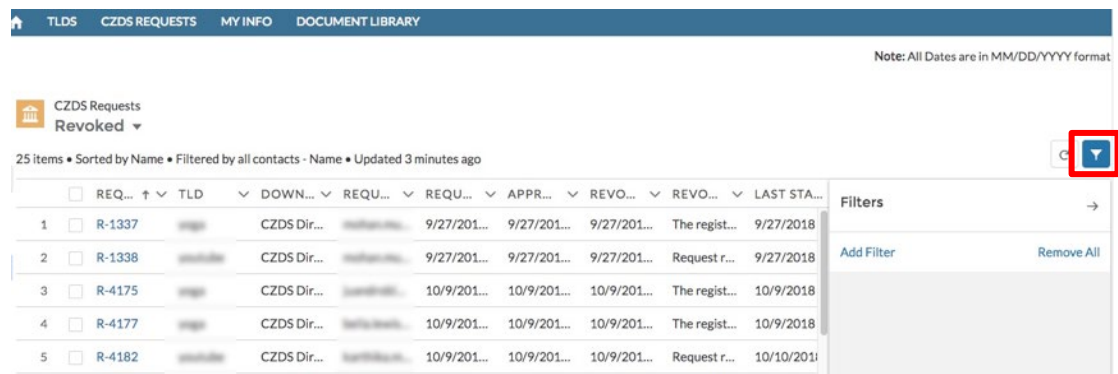 TLDS CZDS REQUESTS MY INFO DOCUMENT LIBRARY
Note: All Dates are in MM/DD/YYYY format
CZDS Requests
Revoked
25 items • Sorted by Name • Filtered by all contacts - Name • Updated 3 minutes ago
REQ... TLD DOWN... REQU... REQU... APPR... REVO... REVO... LAST STA...
Filters
1 R-1337 CZDS Dir... 9/27/201... 9/27/201... 9/27/201... The regist... 9/27/2018
2 R-1338 CZDS Dir... 9/27/201... 9/27/201... 9/27/201... Request r... 9/27/2018
Add Filter Remove All
3 R-4175 CZDS Dir... 10/9/201... 10/9/201... 10/9/201... The regist... 10/9/2018
4 R-4177 CZDS Dir... 10/9/201... 10/9/201... 10/9/201... The regist... 10/9/2018
5 R-4182 CZDS Dir... 10/9/201... 10/9/201... 10/9/201... Request r... 10/10/201